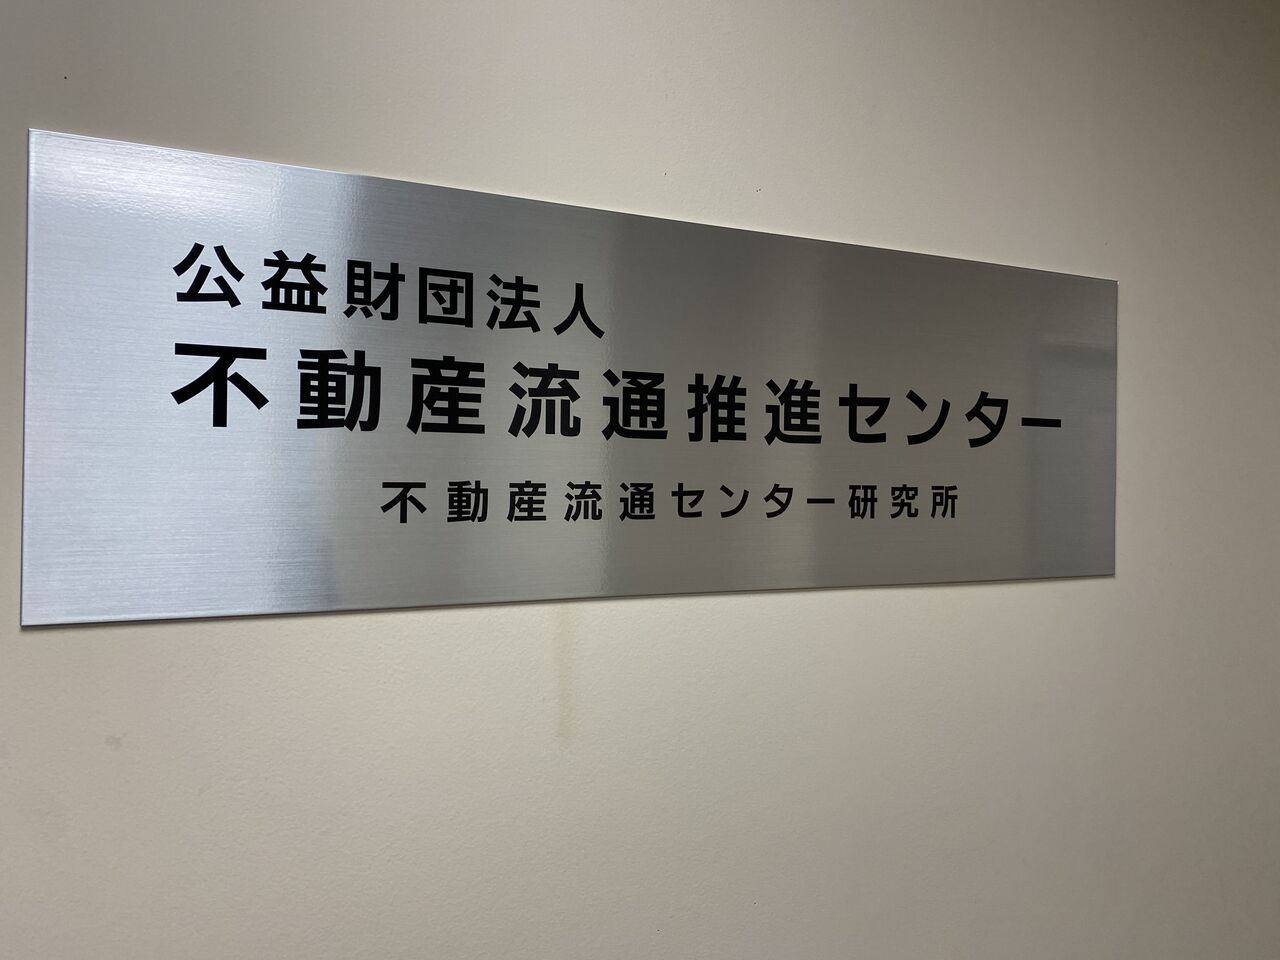 公益財団法人
不動産流通推進センター
不動産流通センター研究所